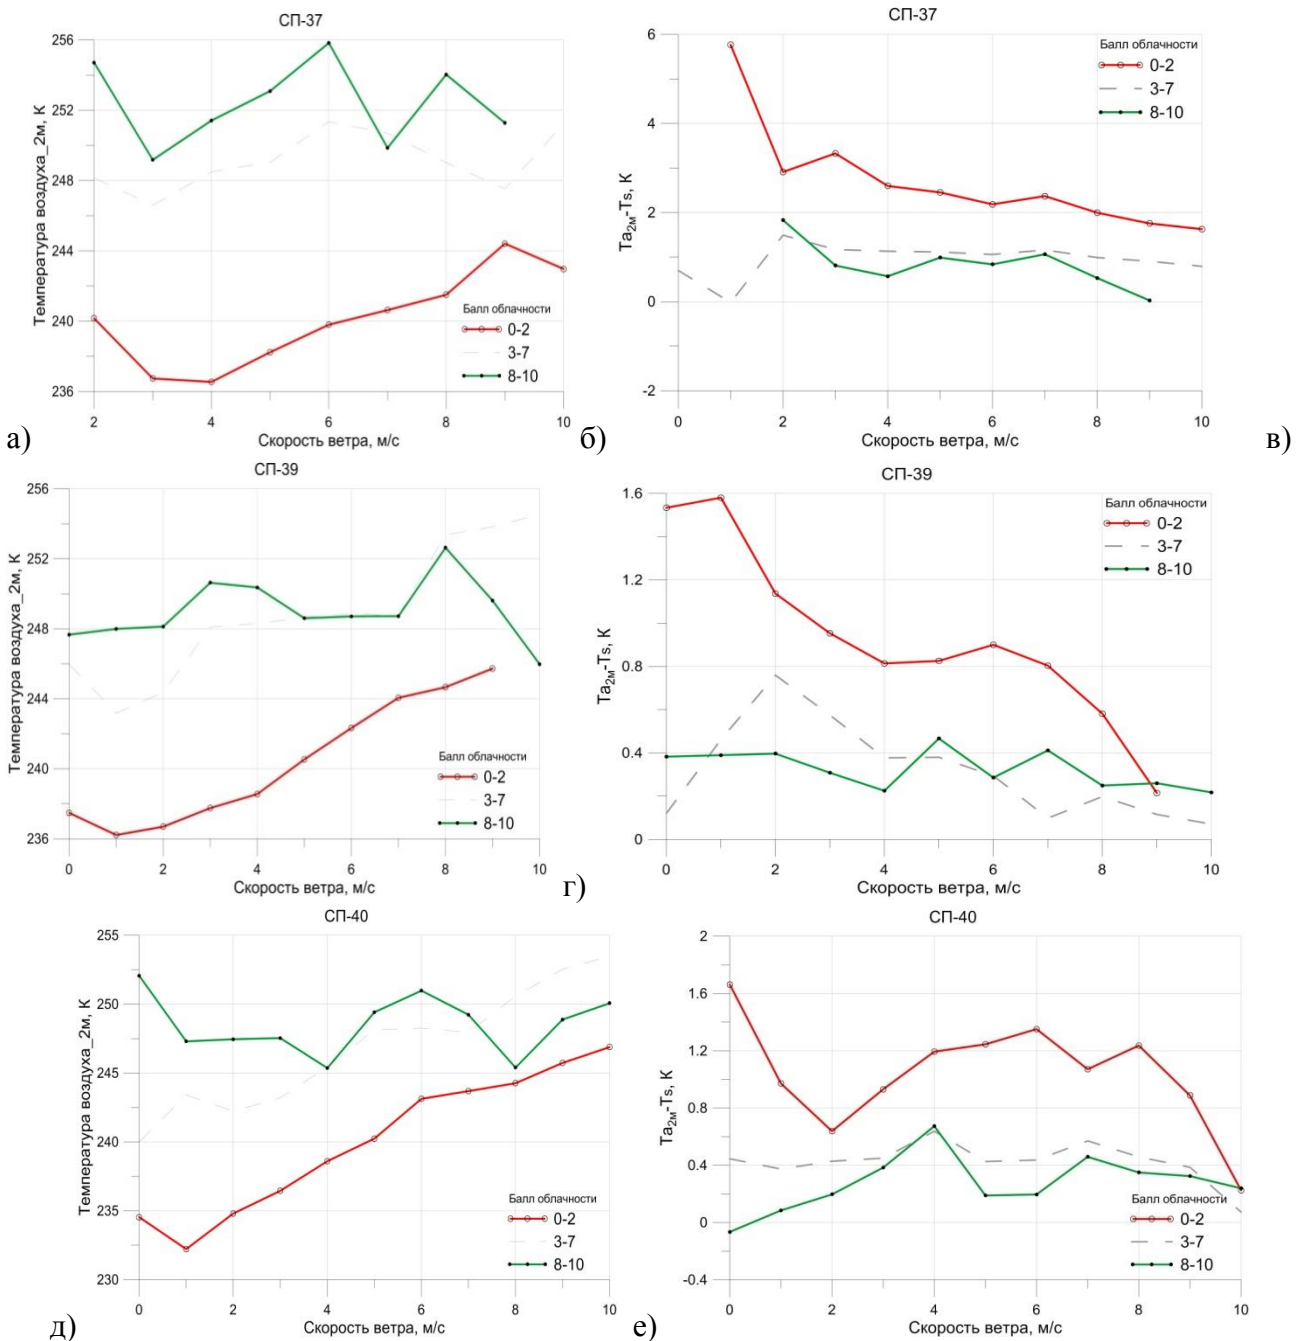 СП-37
Температура воздуха_2м, К
256
252
248
244
240
236
Балл облачности
0-2
3-7
8-10
2 4 6 8 10
Скорость ветра, м/с
а)
СП-37
Ta2м-Ts, К
6
4
2
0
-2
Балл облачности
0-2
3-7
8-10
0 2 4 6 8 10
Скорость ветра, м/с
б)
в)
СП-39
Температура воздуха_2м, К
256
252
248
244
240
236
Балл облачности
0-2
3-7
8-10
0 2 4 6 8 10
Скорость ветра, м/с
СП-39
Ta2м-Ts, К
1.6
1.2
0.8
0.4
0
Балл облачности
0-2
3-7
8-10
0 2 4 6 8 10
Скорость ветра, м/с
г)
СП-40
Температура воздуха_2м, К
255
250
245
240
235
230
Балл облачности
0-2
3-7
8-10
0 2 4 6 8 10
Скорость ветра, м/с
д)
СП-40
Ta2м-Ts, К
2
1.6
1.2
0.8
0.4
0
-0.4
Балл облачности
0-2
3-7
8-10
0 2 4 6 8 10
Скорость ветра, м/с
е)